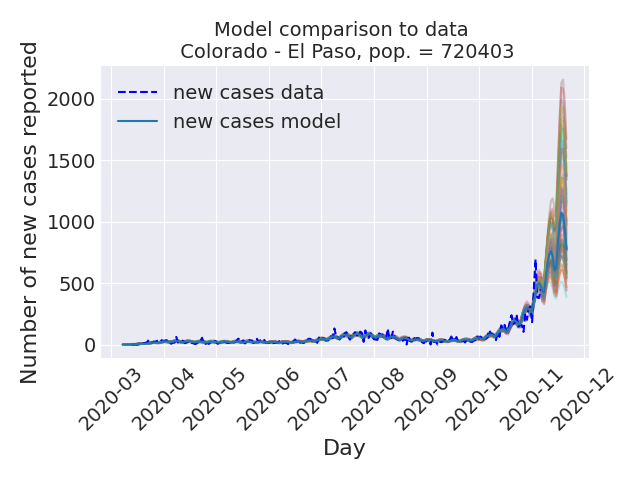 Model comparison to data
Colorado - El Paso, pop. = 720403
new cases data
new cases model
Number of new cases reported
2000
1500
1000
500
0
2020-03
2020-04
2020-05
2020-06
2020-07
2020-08
2020-09
2020-10
2020-11
2020-12
Day